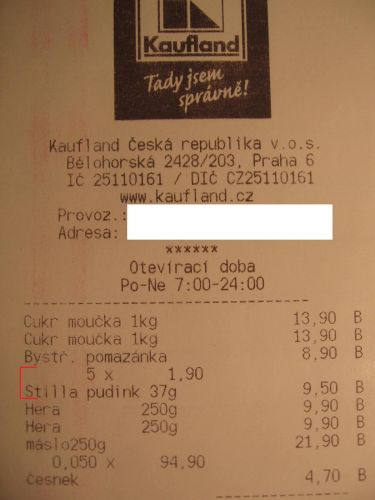 Kaufland
Tady jsem
správně!
Kaufland Česká republika v.o.s.
Bělohorská 2428/203, Praha 6
IČ 25110161 / DIČ CZ25110161
www.kaufland.cz
Provoz.:
Adresa:
******
Otevírací doba
Po-Ne 7:00-24:00
Cukr moučka 1kg 13,90 B
Cukr moučka 1kg 13,90 B
Bystř. pomazánka 8,90 B
5 x 1,90
Stilla pudink 37g 9,50 B
Hera 250g 9,90 B
Hera 250g 9,90 B
máslo250g 21,90 B
0,050 x 94,90
Česnek 4,70 B